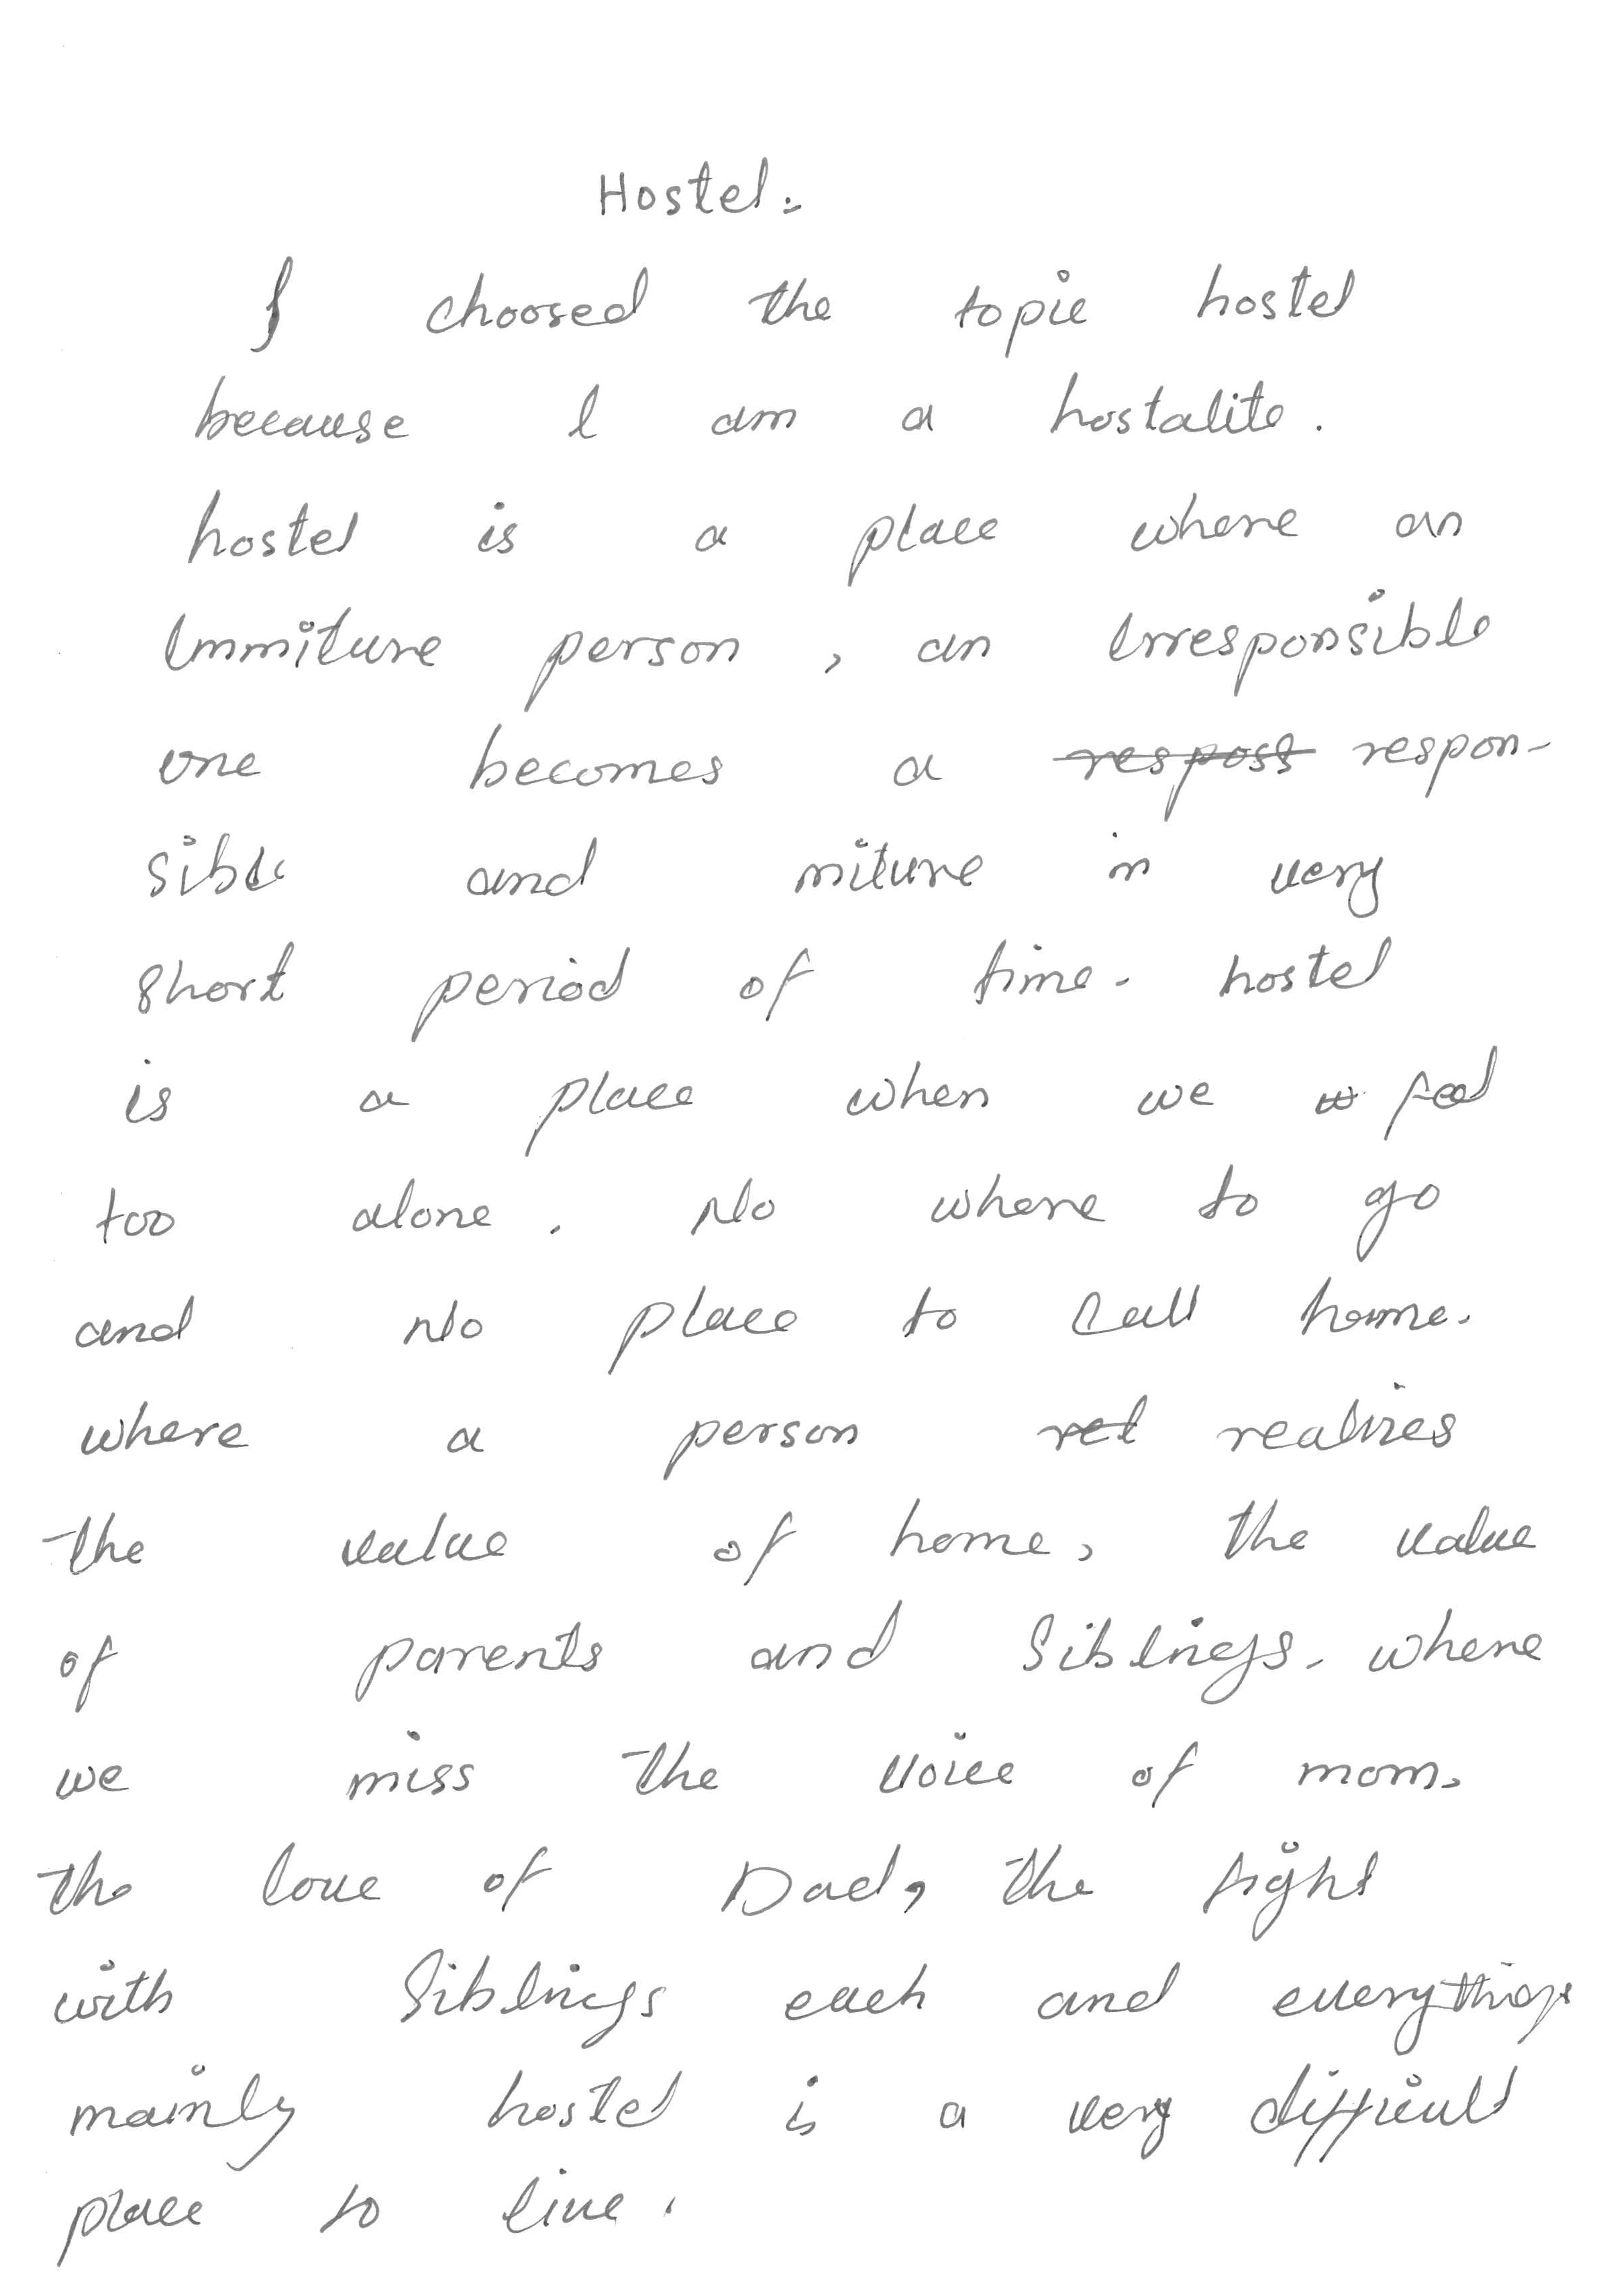 Hostel:
I choosed the topic hostel
because I am a hostalite.
hostel is a place where an
Immiture person, an Irresponsible
one becomes a resposs respon-
sible and miture in very
short period of time. hostel
is a place when we w feel
too alone. No where to go
and No place to Call home.
where a person rel realizes
the value of home, the value
of parents and Siblings. where
we miss the voice of mom,
the love of Dad, the fight
with Siblings each and everything
mainly hostel is a very difficult
place to live.